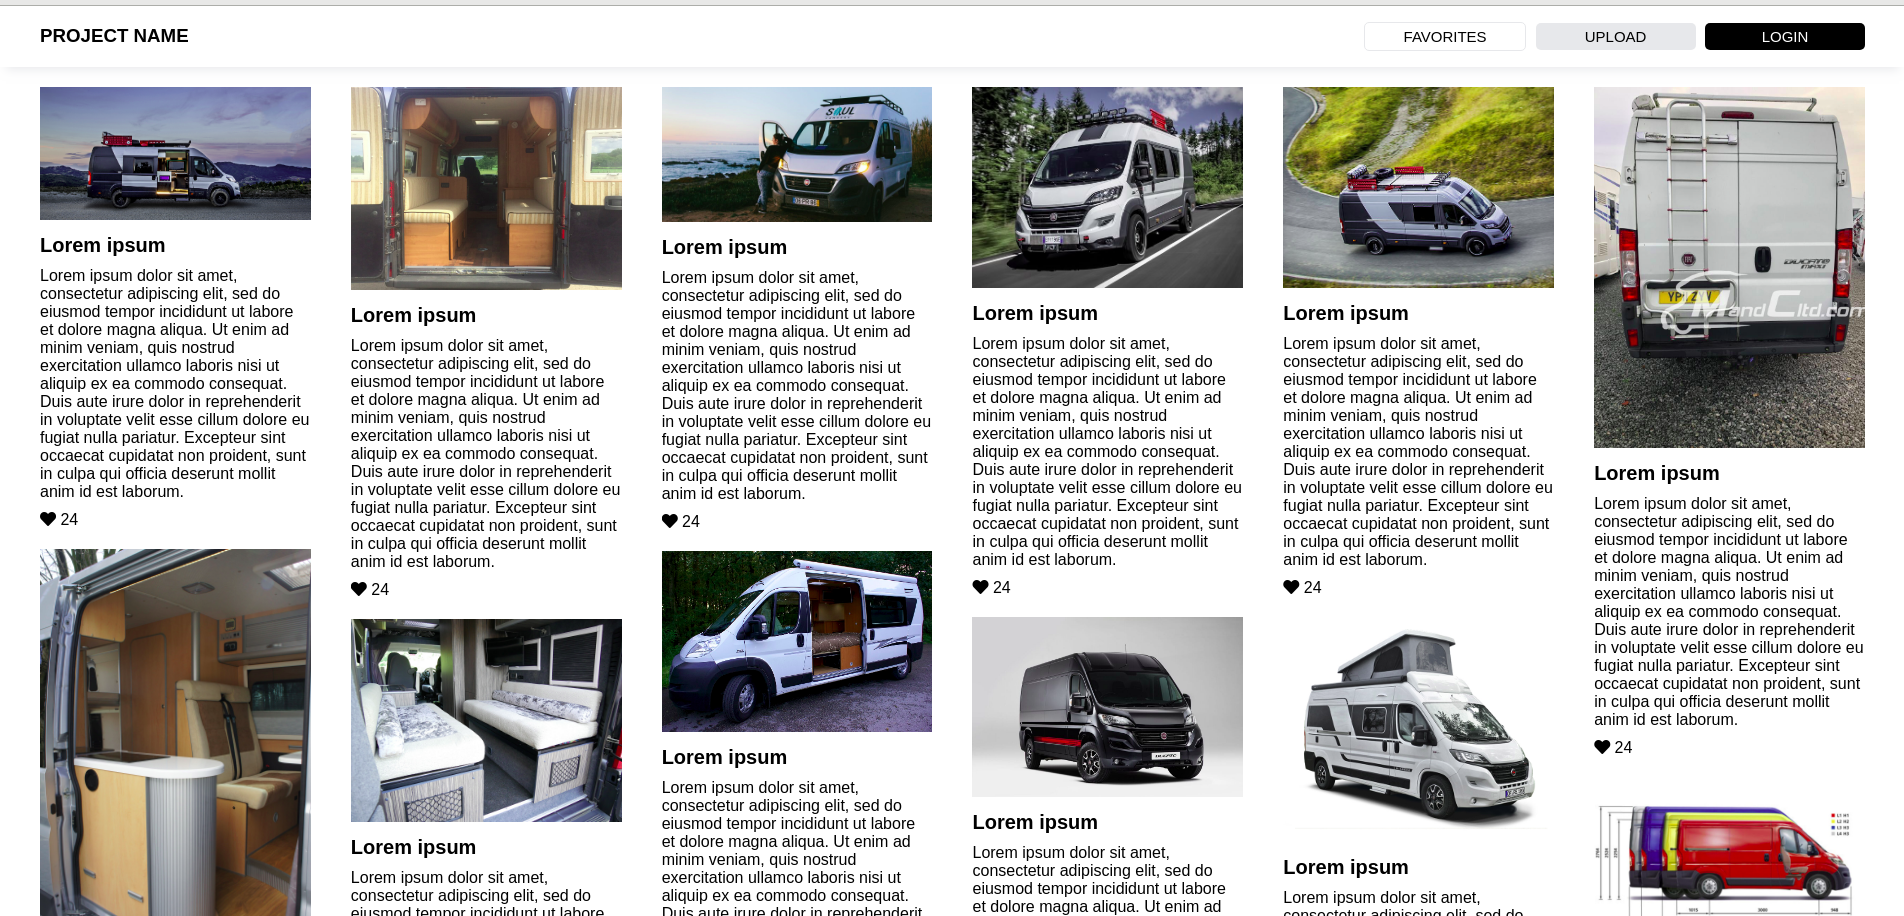 PROJECT NAME
FAVORITES
UPLOAD
LOGIN
Lorem ipsum
Lorem ipsum dolor sit amet,
consectetur adipiscing elit, sed do
eiusmod tempor incididunt ut labore
et dolore magna aliqua. Ut enim ad
minim veniam, quis nostrud
exercitation ullamco laboris nisi ut
aliquip ex ea commodo consequat.
Duis aute irure dolor in reprehenderit
in voluptate velit esse cillum dolore eu
fugiat nulla pariatur. Excepteur sint
occaecat cupidatat non proident, sunt
in culpa qui officia deserunt mollit
anim id est laborum.
24
Lorem ipsum
Lorem ipsum dolor sit amet,
consectetur adipiscing elit, sed do
eiusmod tempor incididunt ut labore
et dolore magna aliqua. Ut enim ad
minim veniam, quis nostrud
exercitation ullamco laboris nisi ut
aliquip ex ea commodo consequat.
Duis aute irure dolor in reprehenderit
in voluptate velit esse cillum dolore eu
fugiat nulla pariatur. Excepteur sint
occaecat cupidatat non proident, sunt
in culpa qui officia deserunt mollit
anim id est laborum.
24
Lorem ipsum
Lorem ipsum dolor sit amet,
consectetur adipiscing elit, sed do
eiusmod tempor incididunt ut labore
SOUL
Lorem ipsum
Lorem ipsum dolor sit amet,
consectetur adipiscing elit, sed do
eiusmod tempor incididunt ut labore
et dolore magna aliqua. Ut enim ad
minim veniam, quis nostrud
exercitation ullamco laboris nisi ut
aliquip ex ea commodo consequat.
Duis aute irure dolor in reprehenderit
in voluptate velit esse cillum dolore eu
fugiat nulla pariatur. Excepteur sint
occaecat cupidatat non proident, sunt
in culpa qui officia deserunt mollit
anim id est laborum.
24
Lorem ipsum
Lorem ipsum dolor sit amet,
consectetur adipiscing elit, sed do
eiusmod tempor incididunt ut labore
et dolore magna aliqua. Ut enim ad
minim veniam, quis nostrud
exercitation ullamco laboris nisi ut
aliquip ex ea commodo consequat.
Duis aute irure dolor in reprehenderit
Lorem ipsum
Lorem ipsum dolor sit amet,
consectetur adipiscing elit, sed do
eiusmod tempor incididunt ut labore
et dolore magna aliqua. Ut enim ad
minim veniam, quis nostrud
exercitation ullamco laboris nisi ut
aliquip ex ea commodo consequat.
Duis aute irure dolor in reprehenderit
in voluptate velit esse cillum dolore eu
fugiat nulla pariatur. Excepteur sint
occaecat cupidatat non proident, sunt
in culpa qui officia deserunt mollit
anim id est laborum.
24
DUCATO
Lorem ipsum
Lorem ipsum dolor sit amet,
consectetur adipiscing elit, sed do
eiusmod tempor incididunt ut labore
et dolore magna aliqua. Ut enim ad
Lorem ipsum
Lorem ipsum dolor sit amet,
consectetur adipiscing elit, sed do
eiusmod tempor incididunt ut labore
et dolore magna aliqua. Ut enim ad
minim veniam, quis nostrud
exercitation ullamco laboris nisi ut
aliquip ex ea commodo consequat.
Duis aute irure dolor in reprehenderit
in voluptate velit esse cillum dolore eu
fugiat nulla pariatur. Excepteur sint
occaecat cupidatat non proident, sunt
in culpa qui officia deserunt mollit
anim id est laborum.
24
Lorem ipsum
Lorem ipsum dolor sit amet,
consectetur adipiscing elit, sed do
DUCATO
MandCltd.com
Lorem ipsum
Lorem ipsum dolor sit amet,
consectetur adipiscing elit, sed do
eiusmod tempor incididunt ut labore
et dolore magna aliqua. Ut enim ad
minim veniam, quis nostrud
exercitation ullamco laboris nisi ut
aliquip ex ea commodo consequat.
Duis aute irure dolor in reprehenderit
in voluptate velit esse cillum dolore eu
fugiat nulla pariatur. Excepteur sint
occaecat cupidatat non proident, sunt
in culpa qui officia deserunt mollit
anim id est laborum.
24
L1 H1
L2 H2
L3 H3
L4 H3